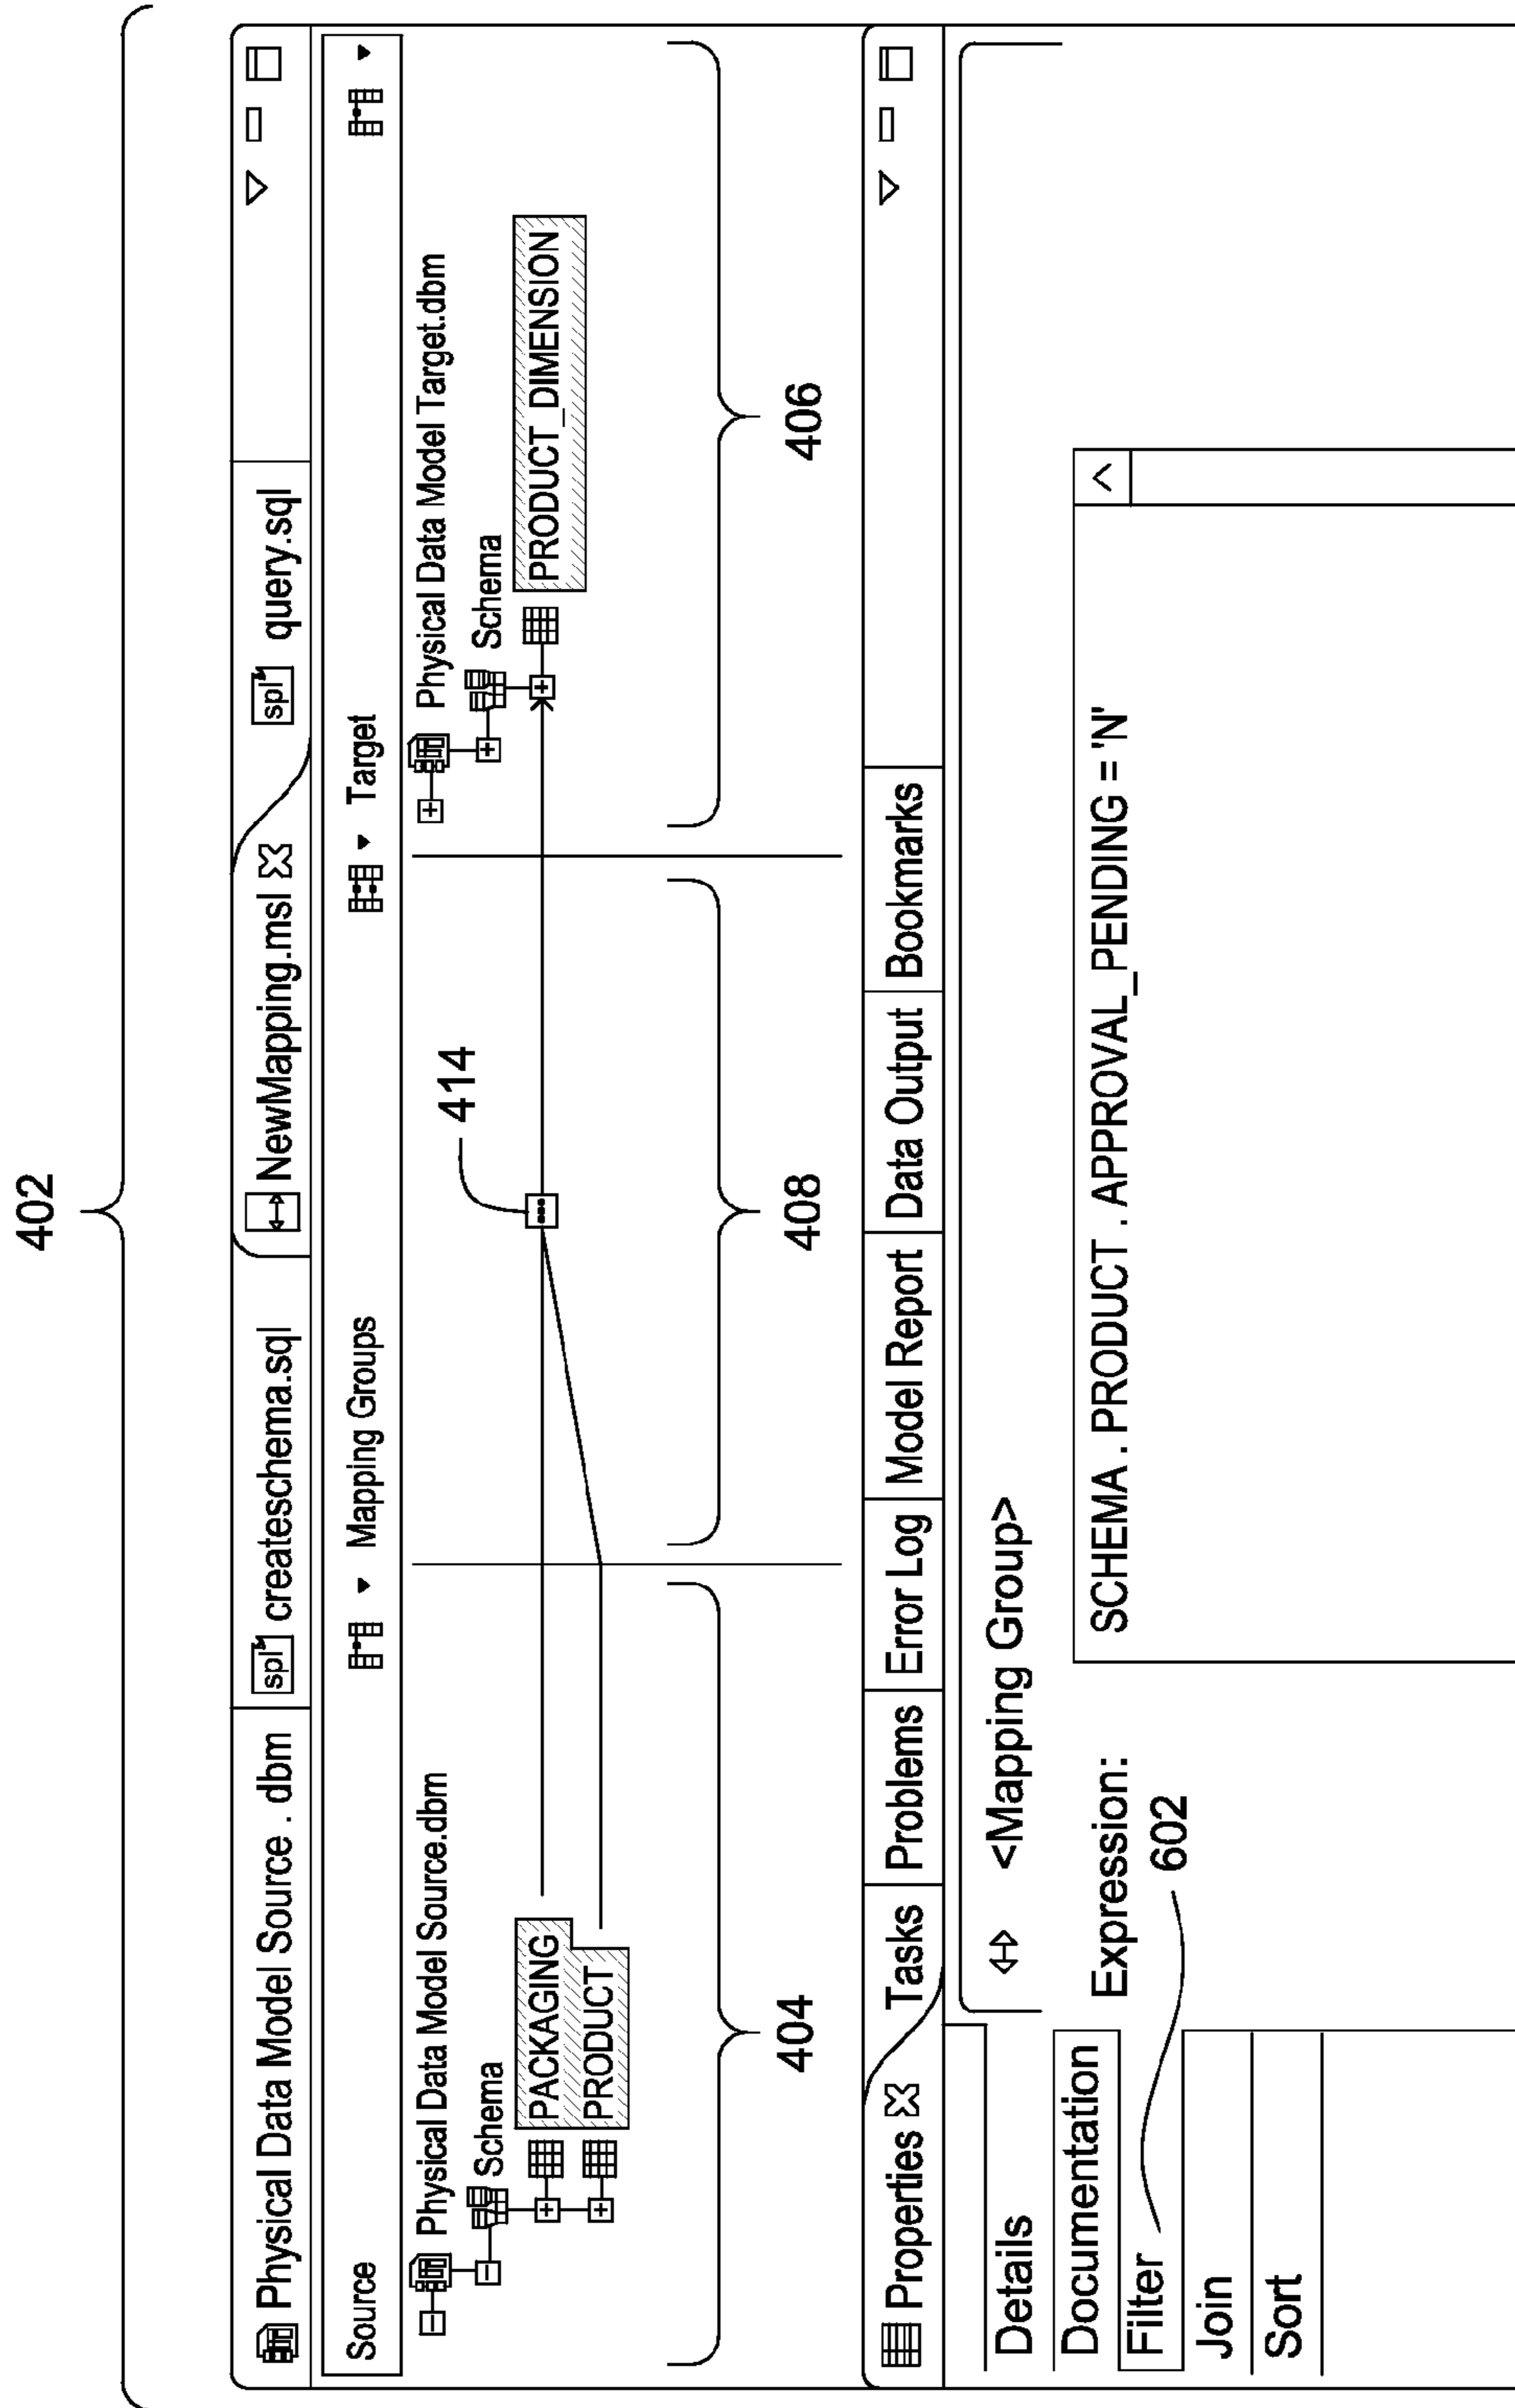 402
Physical Data Model Source . dbm
spl createschema.sql
NewMapping.msl
spl query.sql
Source
Mapping Groups
Target
Physical Data Model Source.dbm
Schema
PACKAGING
PRODUCT
414
Physical Data Model Target.dbm
Schema
PRODUCT_DIMENSION
404
408
406
Properties
Tasks
Problems
Error Log
Model Report
Data Output
Bookmarks
Details
Documentation
Filter
Join
Sort
<Mapping Group>
Expression:
602
SCHEMA . PRODUCT . APPROVAL_PENDING = 'N'